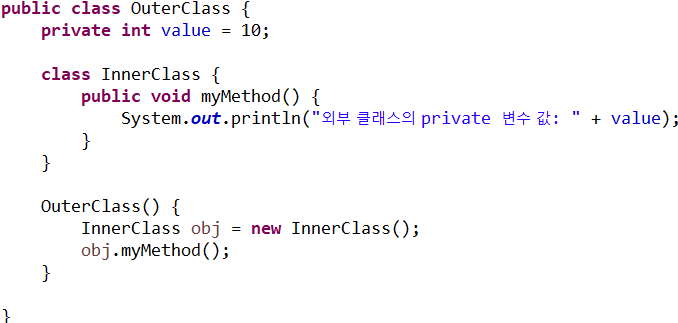 public class OuterClass {
    private int value = 10;

    class InnerClass {
        public void myMethod() {
            System.out.println("외부 클래스의 private 변수 값: " + value);
        }
    }

    OuterClass() {
        InnerClass obj = new InnerClass();
        obj.myMethod();
    }

}